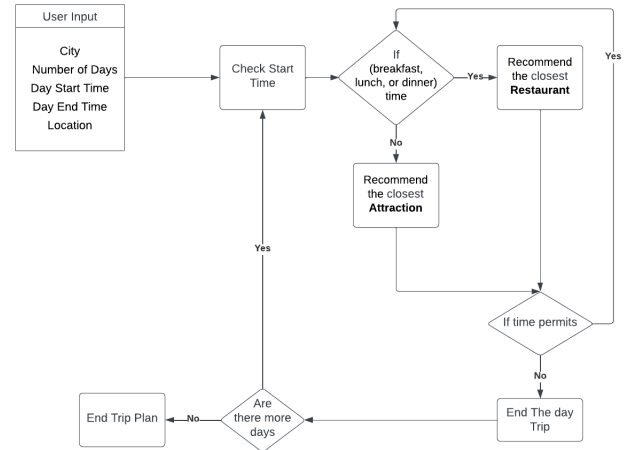 User Input
City
Number of Days
Day Start Time
Day End Time
Location
Check Start
Time
If
(breakfast,
lunch, or dinner)
time
Yes
Recommend
the closest
Restaurant
Yes
No
Recommend
the closest
Attraction
If time permits
No
End The day
Trip
Are
there more
days
Yes
No
End Trip Plan